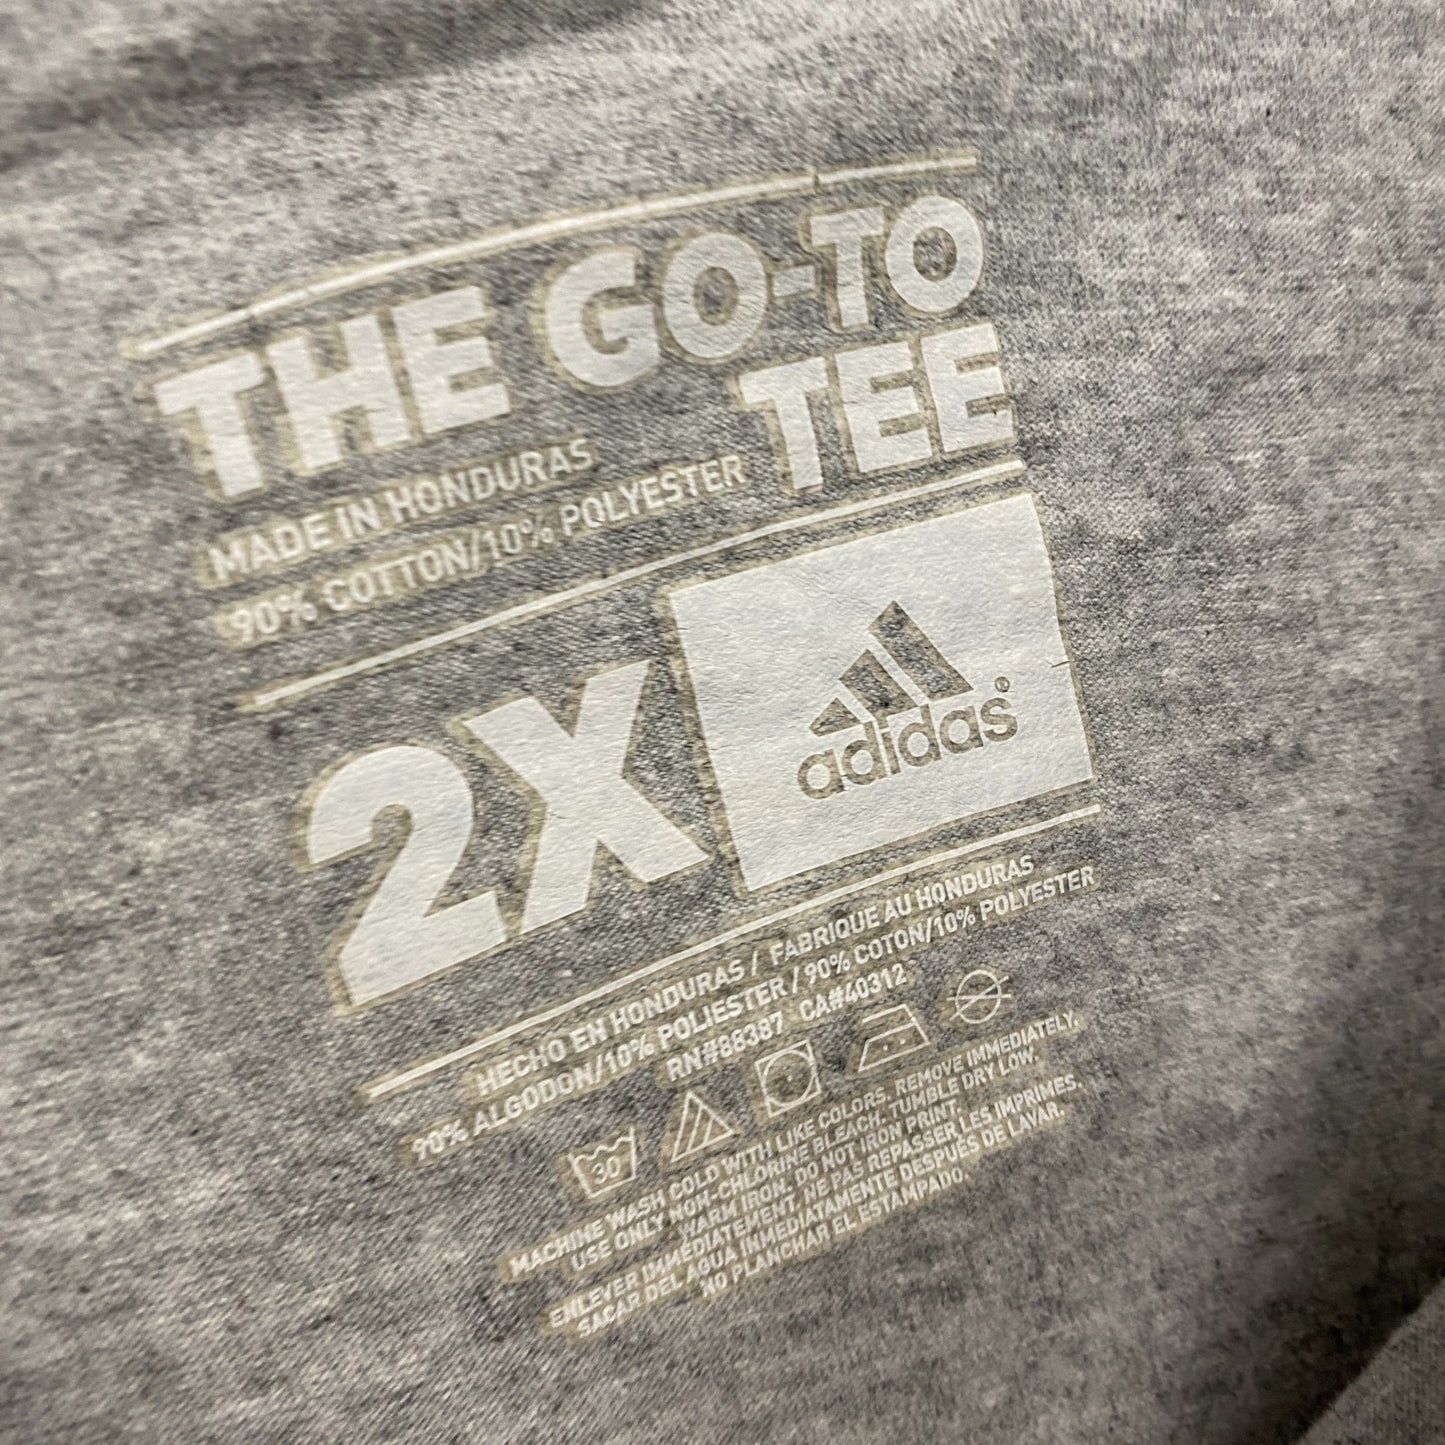 THE GO-TO
TEE
MADE IN HONDURAS
90% COTTON/10% POLYESTER
2X
adidas®
HECHO EN HONDURAS / FABRIQUE AU HONDURAS
90% ALGODON/10% POLIESTER / 90% COTON/10% POLYESTER
RN#88387 CA#40312
30
MACHINE WASH COLD WITH LIKE COLORS. REMOVE IMMEDIATELY.
USE ONLY NON-CHLORINE BLEACH. TUMBLE DRY LOW.
WARM IRON. DO NOT IRON PRINT.
ENLEVER IMMÉDIATEMENT. NE PAS REPASSER LES IMPRIMES.
SACAR DEL AGUA IMMEDIATAMENTE DESPUÉS DE LAVAR.
NO PLANCHAR EL ESTAMPADO.